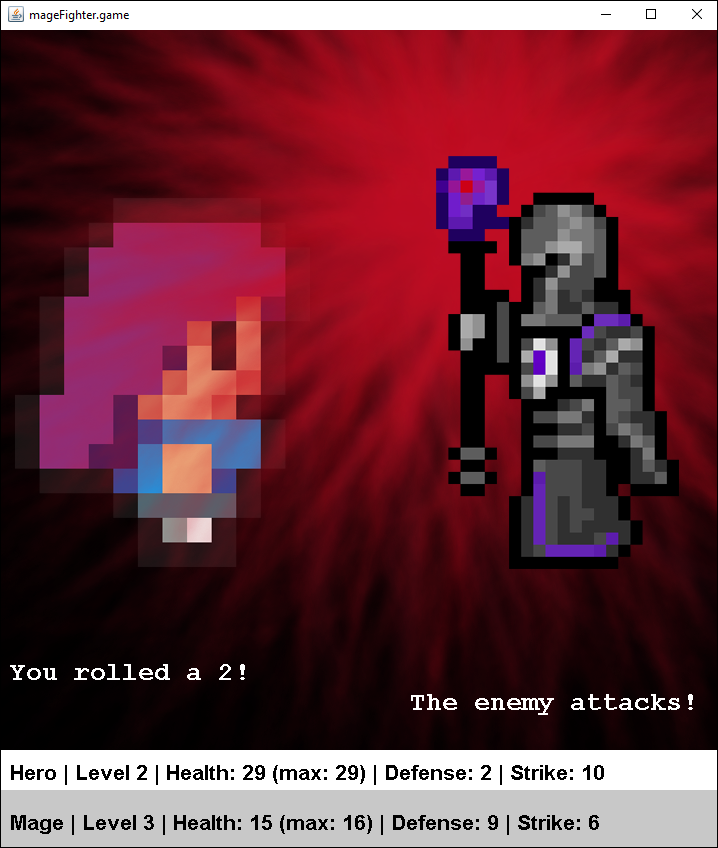 mageFighter.game
You rolled a 2!
The enemy attacks!
Hero | Level 2 | Health: 29 (max: 29) | Defense: 2 | Strike: 10
Mage | Level 3 | Health: 15 (max: 16) | Defense: 9 | Strike: 6